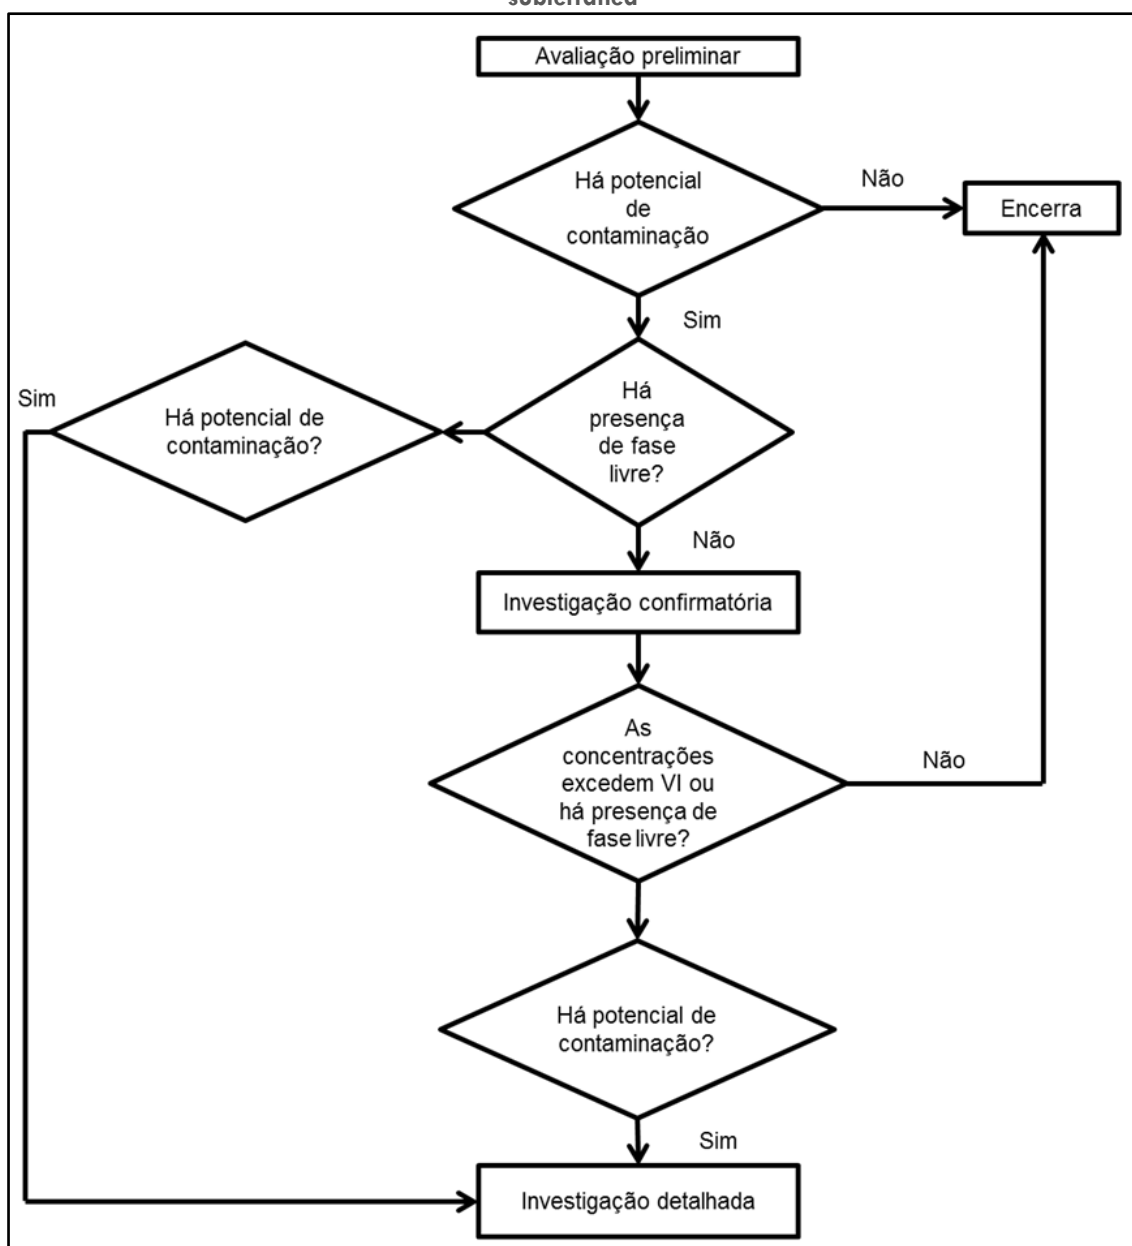 Avaliação preliminar
Há potencial
de
contaminação
Não
Encerra
Sim
Há
presença
de fase
livre?
Sim
Há potencial de
contaminação?
Não
Investigação confirmatória
As
concentrações
excedem VI ou
há presença de
fase livre?
Não
Há potencial de
contaminação?
Sim
Investigação detalhada